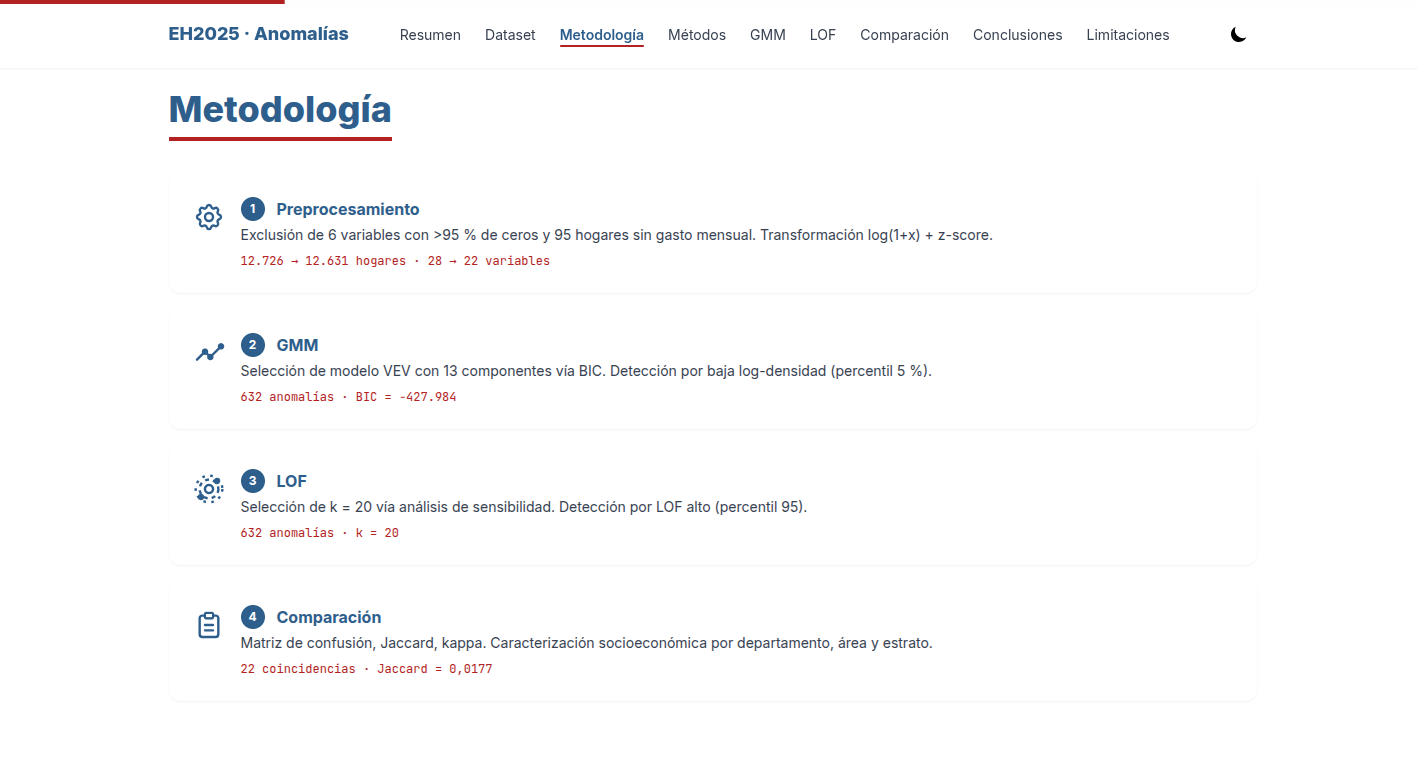 EH2025 · Anomalías
Resumen Dataset Metodología Métodos GMM LOF Comparación Conclusiones Limitaciones
Metodología
1 Preprocesamiento
Exclusión de 6 variables con >95 % de ceros y 95 hogares sin gasto mensual. Transformación log(1+x) + z-score.
12.726 → 12.631 hogares · 28 → 22 variables
2 GMM
Selección de modelo VEV con 13 componentes vía BIC. Detección por baja log-densidad (percentil 5 %).
632 anomalías · BIC = -427.984
3 LOF
Selección de k = 20 vía análisis de sensibilidad. Detección por LOF alto (percentil 95).
632 anomalías · k = 20
4 Comparación
Matriz de confusión, Jaccard, kappa. Caracterización socioeconómica por departamento, área y estrato.
22 coincidencias · Jaccard = 0,0177